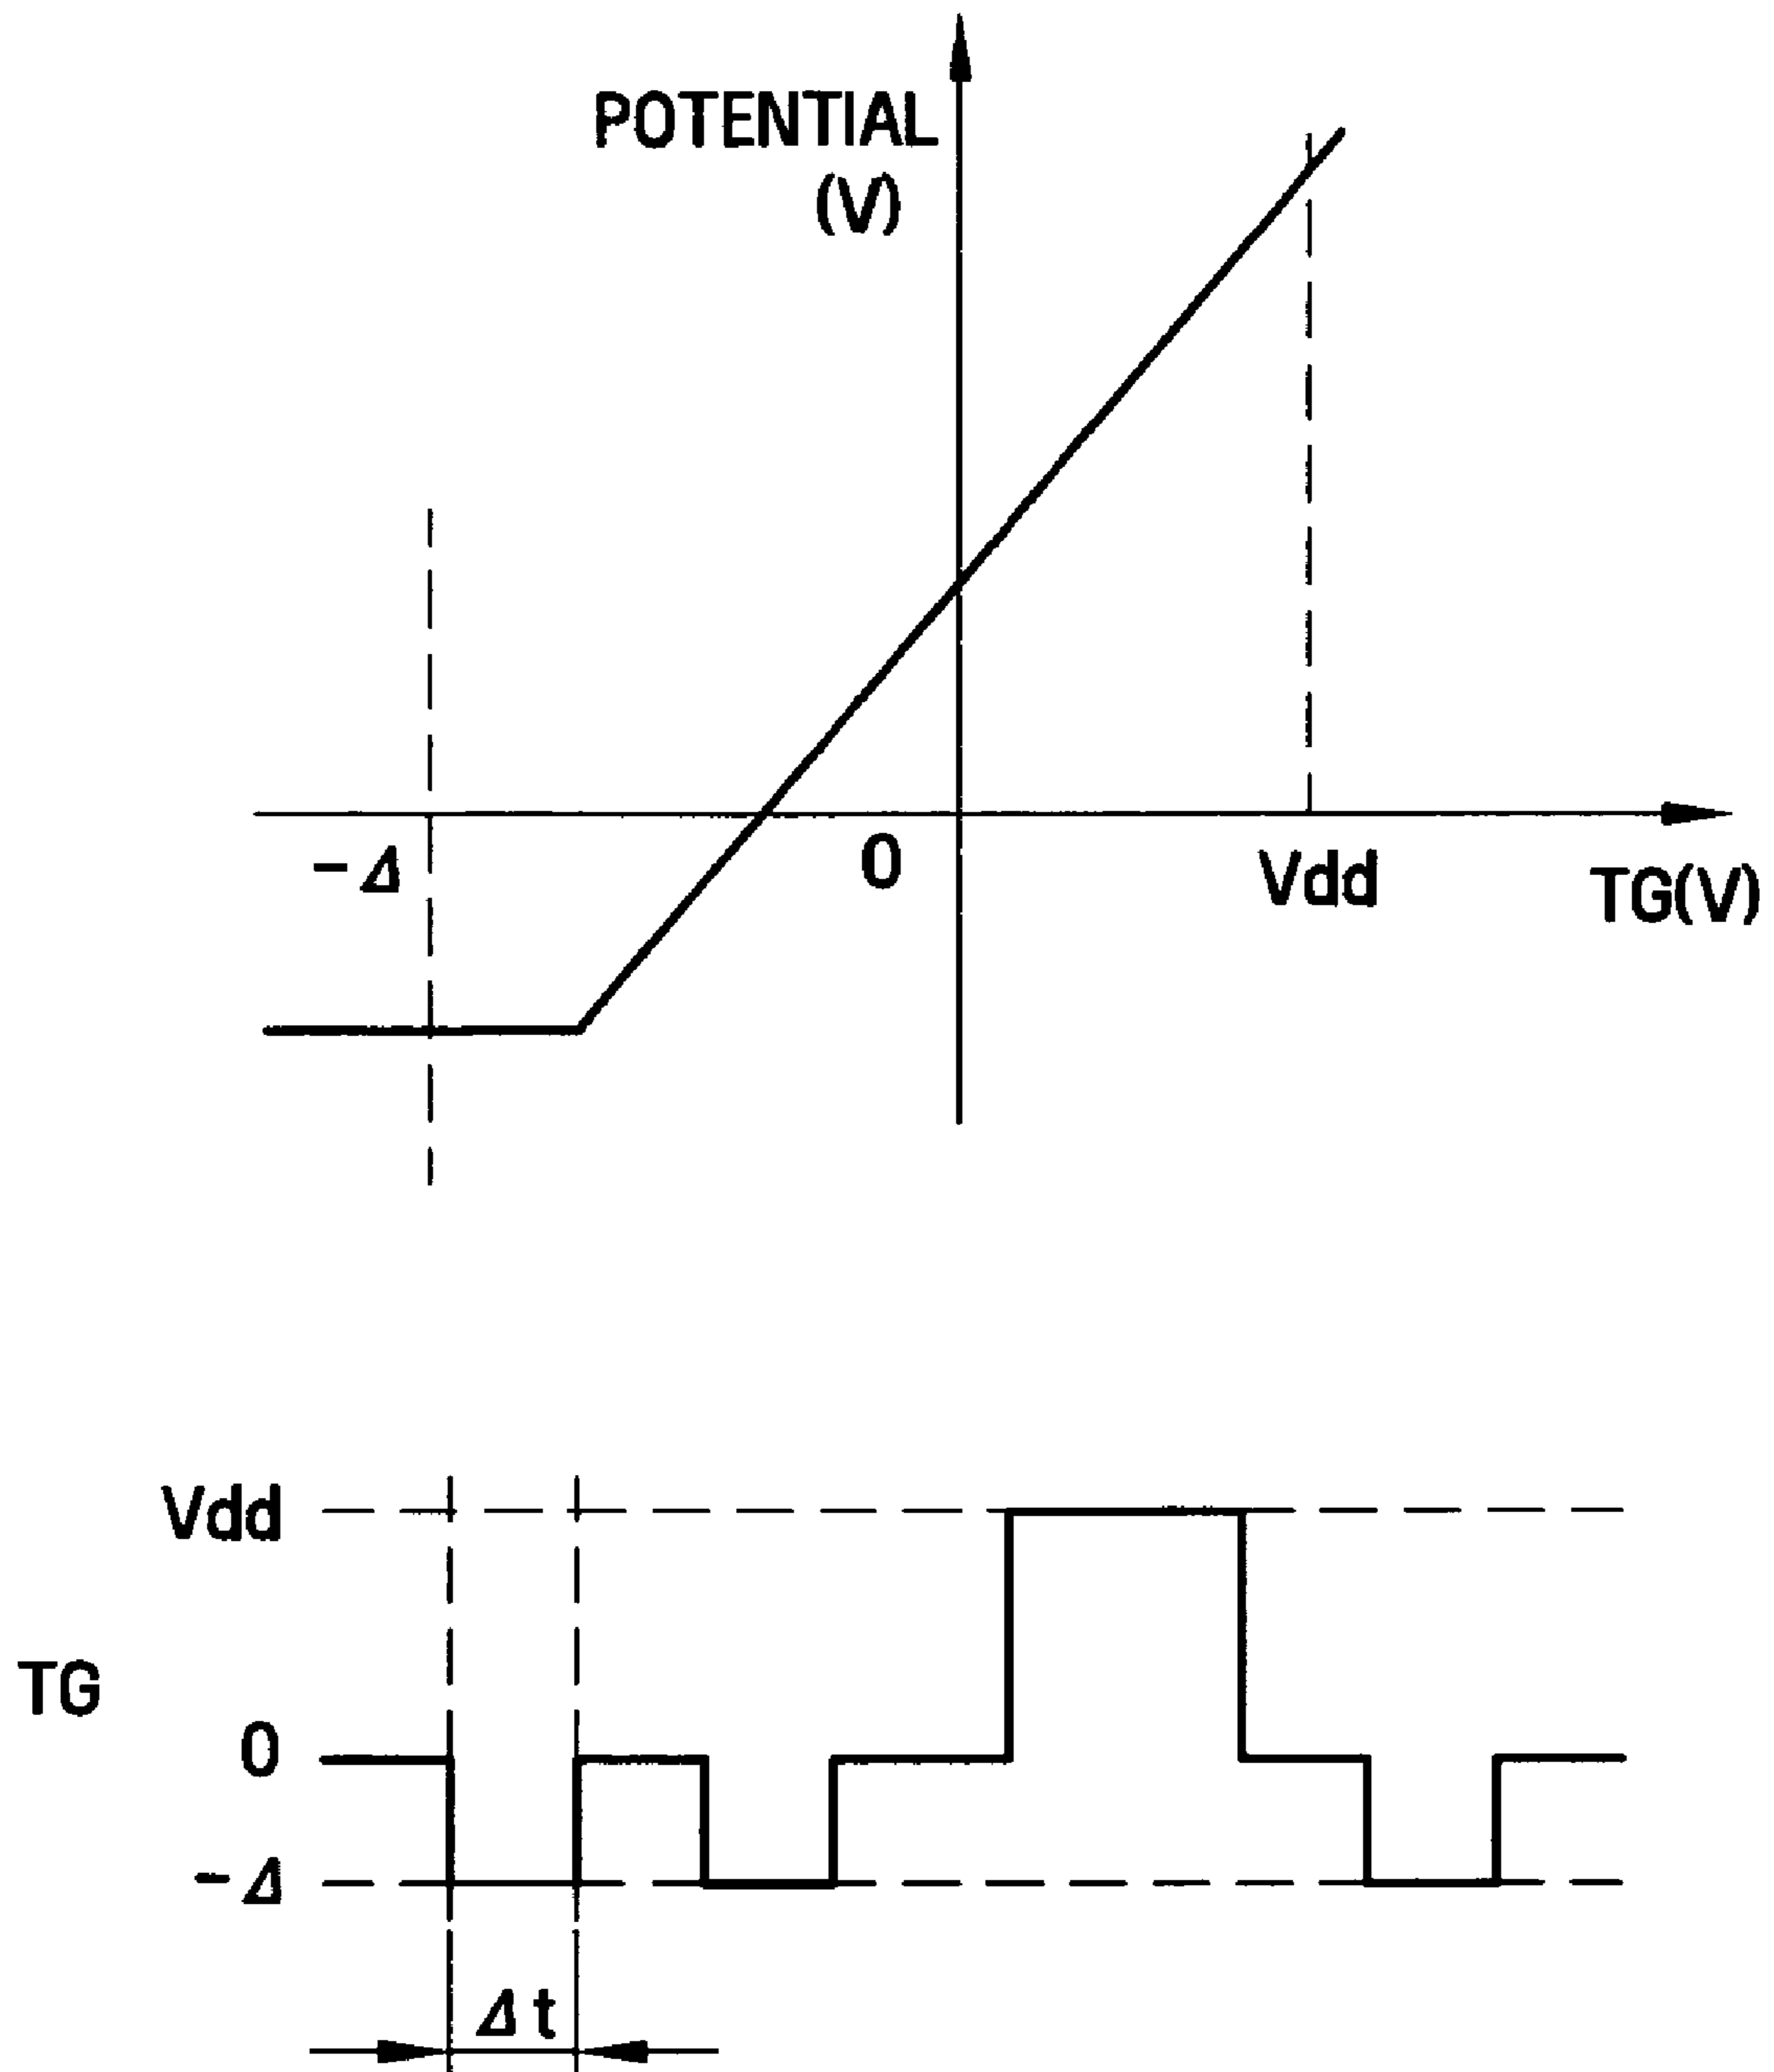 POTENTIAL
(V)
-Δ
0
Vdd
TG(V)
Vdd
TG
0
-Δ
Δt